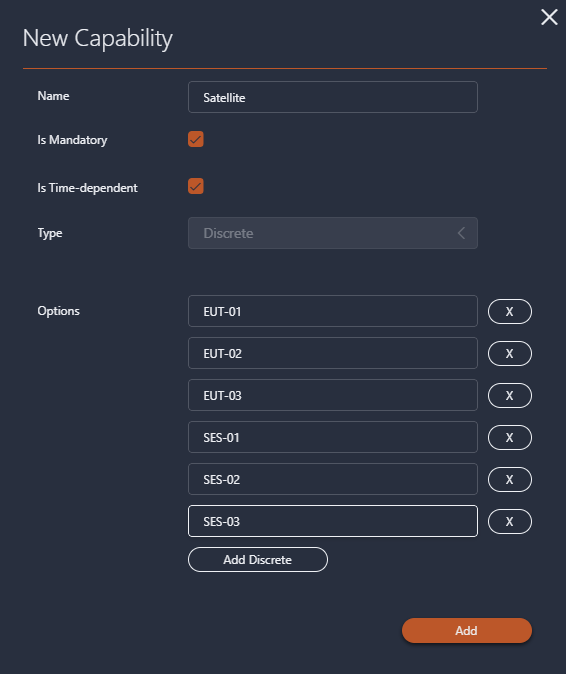 New Capability
Name Satellite
Is Mandatory
Is Time-dependent
Type Discrete
Options EUT-01 X
EUT-02 X
EUT-03 X
SES-01 X
SES-02 X
SES-03 X
Add Discrete
Add